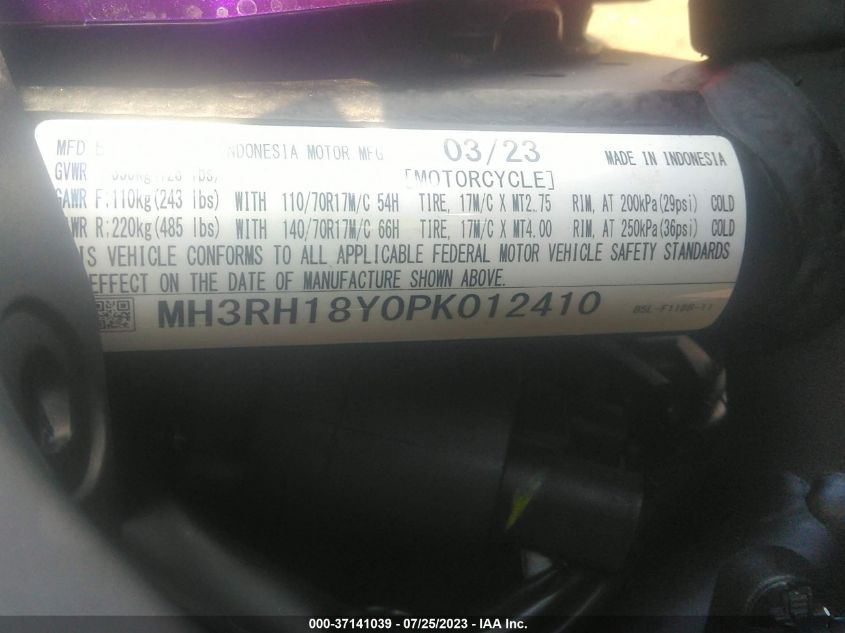 MFD INDONESIA MOTOR MFG 03/23 MADE IN INDONESIA
GVWR [MOTORCYCLE]
GAWR F:110kg(243 lbs) WITH 110/70R17M/C 54H TIRE, 17M/C X MT2.75 RIM, AT 200kPa(29psi) COLD
R:220kg(485 lbs) WITH 140/70R17M/C 66H TIRE, 17M/C X MT4.00 RIM, AT 250kPa(36psi) COLD
IS VEHICLE CONFORMS TO ALL APPLICABLE FEDERAL MOTOR VEHICLE SAFETY STANDARDS
EFFECT ON THE DATE OF MANUFACTURE SHOWN ABOVE.
MH3RH18Y0PK012410
000-37141039 / 07/25/2023 - IAA Inc.